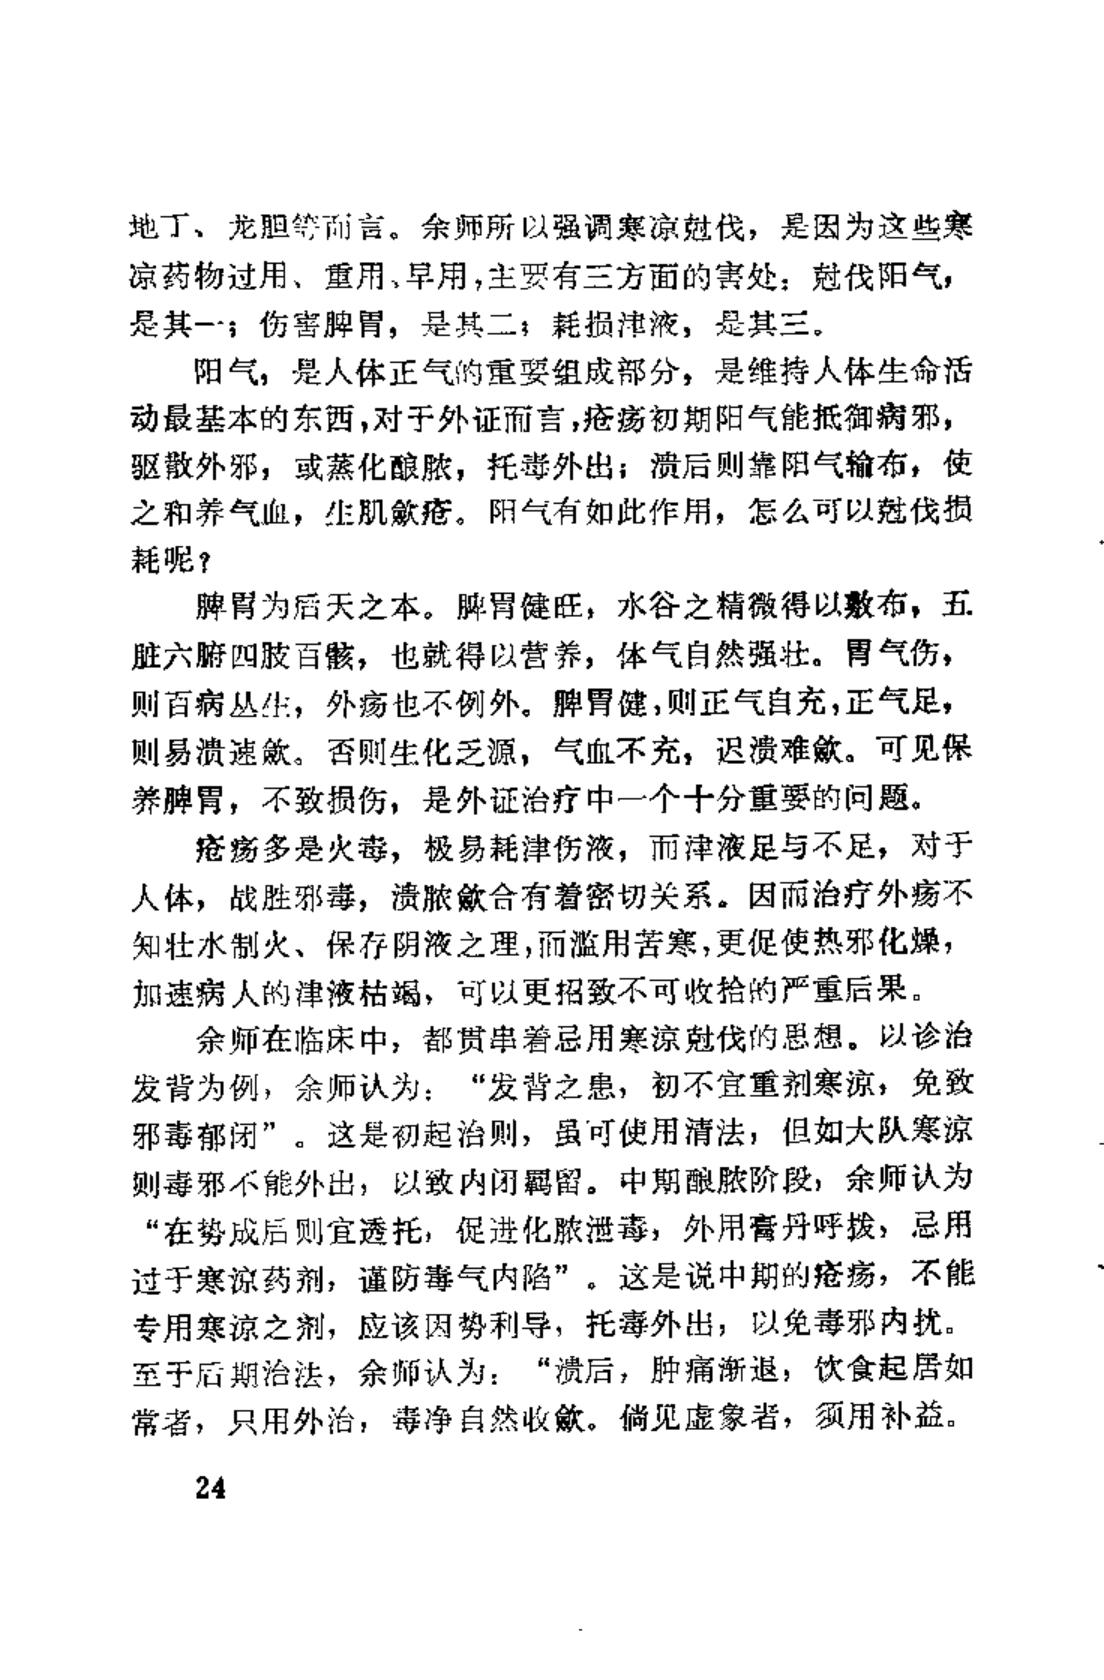 地丁、龙胆等而言。余师所以强调寒凉尅伐，是因为这些寒
凉药物过用、重用、早用，主要有三方面的害处：尅伐阳气，
是其一；伤害脾胃，是其二；耗损津液，是其三。
阳气，是人体正气的重要组成部分，是维持人体生命活
动最基本的东西，对于外证而言，疮疡初期阳气能抵御病邪，
驱散外邪，或蒸化酿脓，托毒外出；溃后则靠阳气输布，使
之和养气血，生肌歛疮。阳气有如此作用，怎么可以尅伐损
耗呢？
脾胃为后天之本。脾胃健旺，水谷之精微得以敷布，五
脏六腑四肢百骸，也就得以营养，体气自然强壮。胃气伤，
则百病丛生，外疡也不例外。脾胃健，则正气自充，正气足，
则易溃速歛。否则生化乏源，气血不充，迟溃难歛。可见保
养脾胃，不致损伤，是外证治疗中一个十分重要的问题。
疮疡多是火毒，极易耗津伤液，而津液足与不足，对于
人体，战胜邪毒，溃脓歛合有着密切关系。因而治疗外疡不
知壮水制火、保存阴液之理，而滥用苦寒，更促使热邪化燥，
加速病人的津液枯竭，可以更招致不可收拾的严重后果。
余师在临床中，都贯串着忌用寒凉尅伐的思想。以诊治
发背为例，余师认为：“发背之患，初不宜重剂寒凉，免致
邪毒郁闭”。这是初起治则，虽可使用清法，但如大队寒凉
则毒邪不能外出，以致内闭羁留。中期酿脓阶段，余师认为
“在势成后则宜透托，促进化脓泄毒，外用膏丹呼拨，忌用
过于寒凉药剂，谨防毒气内陷”。这是说中期的疮疡，不能
专用寒凉之剂，应该因势利导，托毒外出，以免毒邪内扰。
至于后期治法，余师认为：“溃后，肿痛渐退，饮食起居如
常者，只用外治，毒净自然收歛。倘见虚象者，须用补益。
24